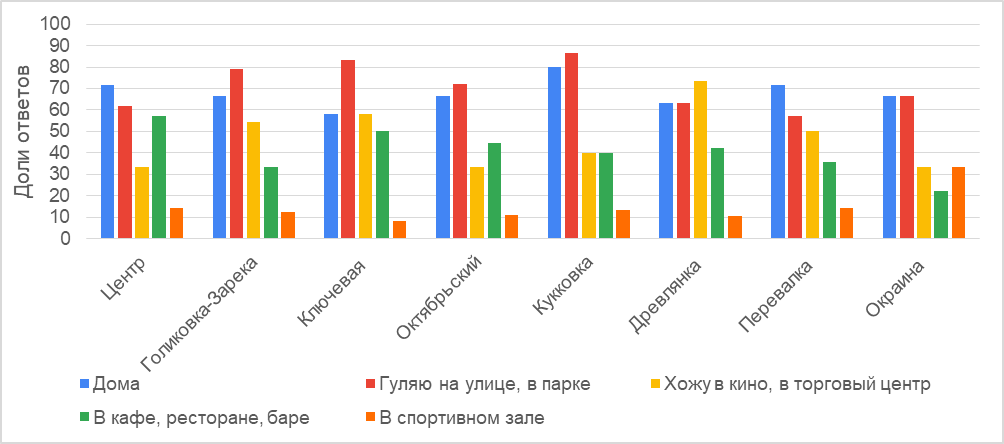 Доли ответов
100
90
80
70
60
50
40
30
20
10
0
Центр
Голиковка-Зарека
Ключевая
Октябрьский
Кукковка
Древлянка
Перевалка
Окраина
Дома
Гуляю на улице, в парке
Хожу в кино, в торговый центр
В кафе, ресторане, баре
В спортивном зале